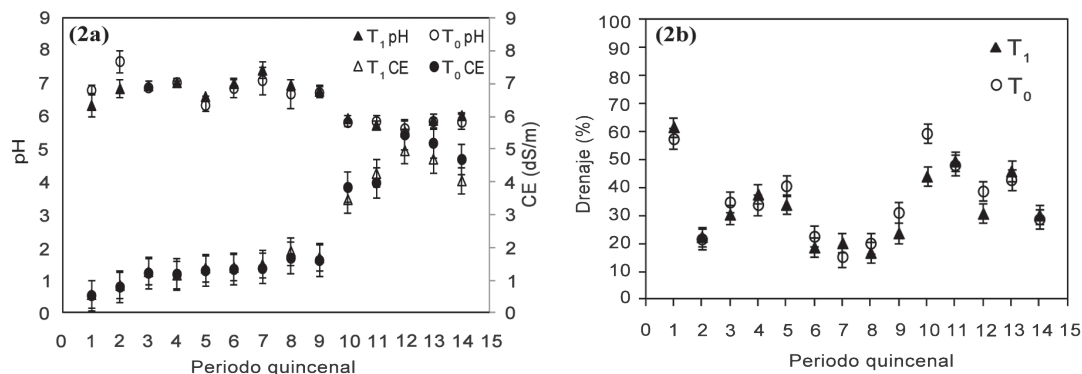 (2a)
T1 pH T0 pH
T1 CE T0 CE
9
8
7
6
5
4
3
2
1
0
pH
9
8
7
6
5
4
3
2
1
0
CE (dS/m)
0 1 2 3 4 5 6 7 8 9 10 11 12 13 14 15
Periodo quincenal
(2b)
T1
T0
100
90
80
70
60
50
40
30
20
10
0
Drenaje (%)
0 1 2 3 4 5 6 7 8 9 10 11 12 13 14 15
Periodo quincenal